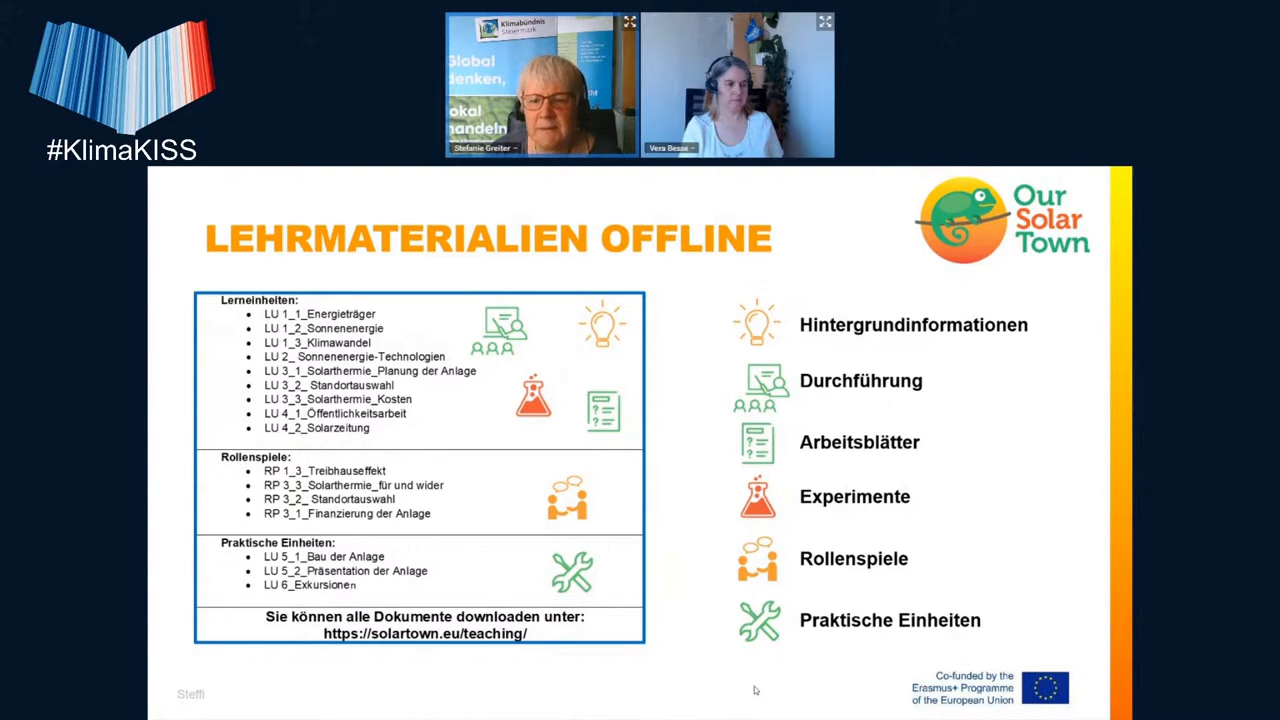 #KlimaKISS
Klimabündnis
Steiermark
Global
denken,
lokal
handeln
Stefanie Greiter
Vera Besse
LEHRMATERIALIEN OFFLINE
Our
Solar
Town
Lerneinheiten:
LU 1_1_Energieträger
LU 1_2_Sonnenenergie
LU 1_3_Klimawandel
LU 2_ Sonnenenergie-Technologien
LU 3_1_Solarthermie_Planung der Anlage
LU 3_2_ Standortauswahl
LU 3_3_Solarthermie_Kosten
LU 4_1_Öffentlichkeitsarbeit
LU 4_2_Solarzeitung
Rollenspiele:
RP 1_3_Treibhauseffekt
RP 3_3_Solarthermie_für und wider
RP 3_2_ Standortauswahl
RP 3_1_Finanzierung der Anlage
Praktische Einheiten:
LU 5_1_Bau der Anlage
LU 5_2_Präsentation der Anlage
LU 6_Exkursionen
Sie können alle Dokumente downloaden unter:
https://solartown.eu/teaching/
Hintergrundinformationen
Durchführung
Arbeitsblätter
Experimente
Rollenspiele
Praktische Einheiten
Steffi
Co-funded by the
Erasmus+ Programme
of the European Union